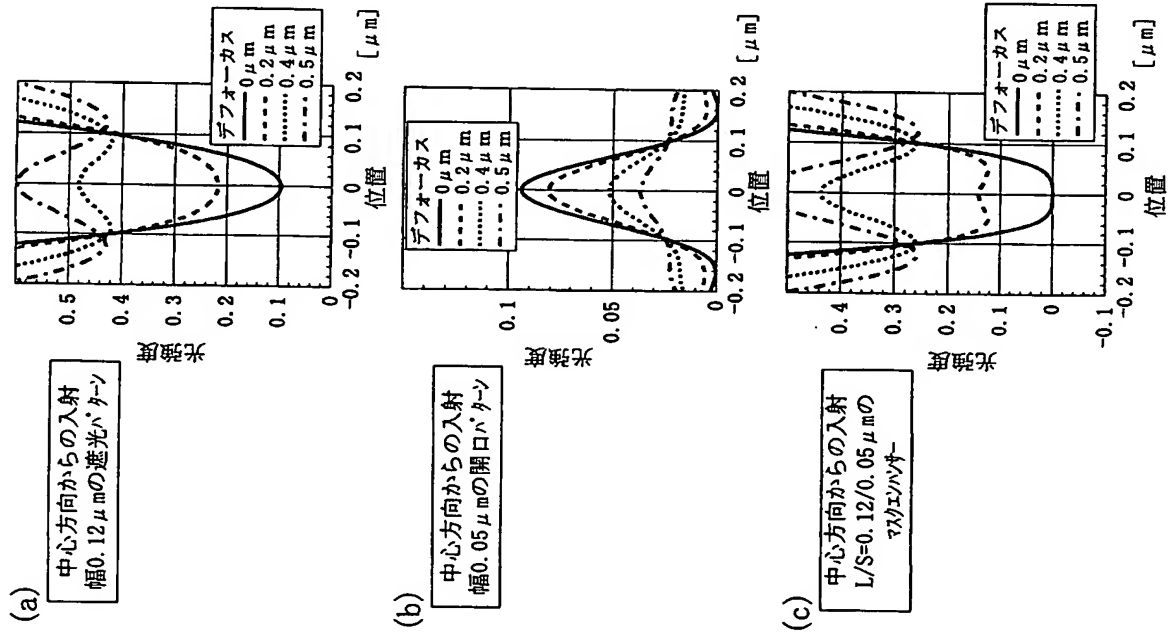 (a)
中心方向からの入射
幅0.12μmの遮光パターン
光強度
0.5
0.4
0.3
0.2
0.1
0
-0.2
-0.1
0
0.1
0.2
[μm]
位置
デフォーカス
0μm
0.2μm
0.4μm
0.5μm
(b)
中心方向からの入射
幅0.05μmの開口パターン
光強度
0.1
0.05
0
-0.2
-0.1
0
0.1
0.2
[μm]
位置
デフォーカス
0μm
0.2μm
0.4μm
0.5μm
(c)
中心方向からの入射
L/S=0.12/0.05μmの
マスクエンハンサー
光強度
0.4
0.3
0.2
0.1
0
-0.1
-0.2
-0.1
0
0.1
0.2
[μm]
位置
デフォーカス
0μm
0.2μm
0.4μm
0.5μm